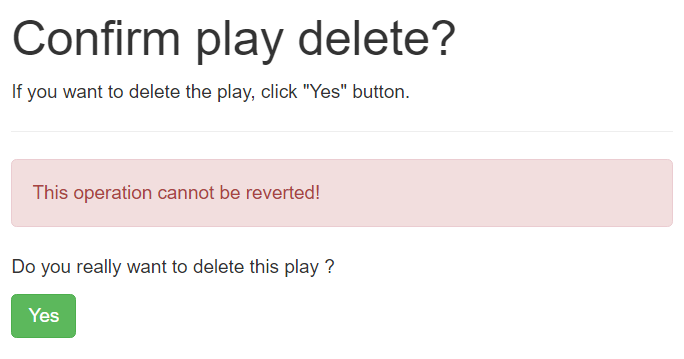 Confirm play delete?
If you want to delete the play, click "Yes" button.
This operation cannot be reverted!
Do you really want to delete this play ?
Yes